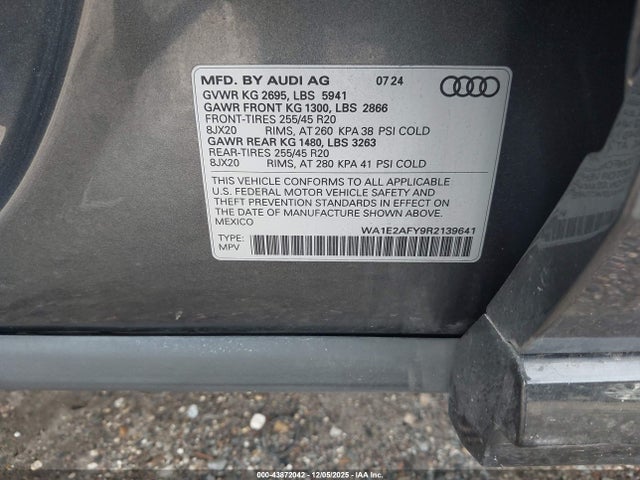 MFD. BY AUDI AG 07 24
GVWR KG 2695, LBS 5941
GAWR FRONT KG 1300, LBS 2866
FRONT-TIRES 255/45 R20
8JX20 RIMS, AT 260 KPA 38 PSI COLD
GAWR REAR KG 1480, LBS 3263
REAR-TIRES 255/45 R20
8JX20 RIMS, AT 280 KPA 41 PSI COLD
THIS VEHICLE CONFORMS TO ALL APPLICABLE
U.S. FEDERAL MOTOR VEHICLE SAFETY AND
THEFT PREVENTION STANDARDS IN EFFECT ON
THE DATE OF MANUFACTURE SHOWN ABOVE.
MEXICO
WA1E2AFY9R2139641
TYPE:
MPV
000-43872042 - 12/05/2025 - IAAI.COM